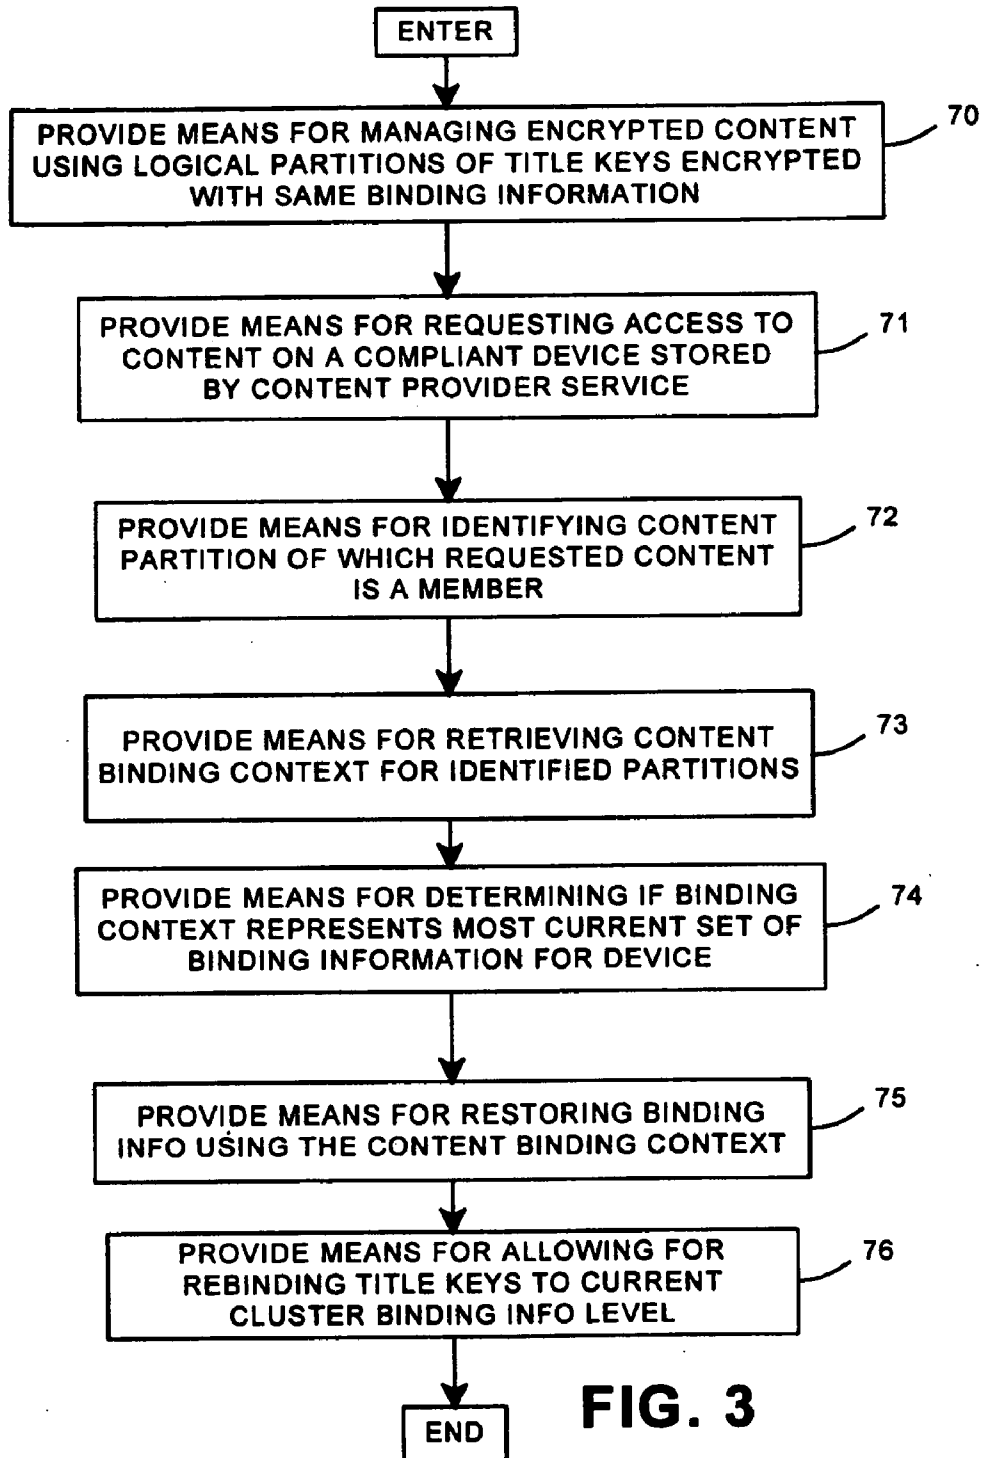 ENTER
PROVIDE MEANS FOR MANAGING ENCRYPTED CONTENT
USING LOGICAL PARTITIONS OF TITLE KEYS ENCRYPTED
WITH SAME BINDING INFORMATION
70
PROVIDE MEANS FOR REQUESTING ACCESS TO
CONTENT ON A COMPLIANT DEVICE STORED
BY CONTENT PROVIDER SERVICE
71
PROVIDE MEANS FOR IDENTIFYING CONTENT
PARTITION OF WHICH REQUESTED CONTENT
IS A MEMBER
72
PROVIDE MEANS FOR RETRIEVING CONTENT
BINDING CONTEXT FOR IDENTIFIED PARTITIONS
73
PROVIDE MEANS FOR DETERMINING IF BINDING
CONTEXT REPRESENTS MOST CURRENT SET OF
BINDING INFORMATION FOR DEVICE
74
PROVIDE MEANS FOR RESTORING BINDING
INFO USING THE CONTENT BINDING CONTEXT
75
PROVIDE MEANS FOR ALLOWING FOR
REBINDING TITLE KEYS TO CURRENT
CLUSTER BINDING INFO LEVEL
76
END
FIG. 3